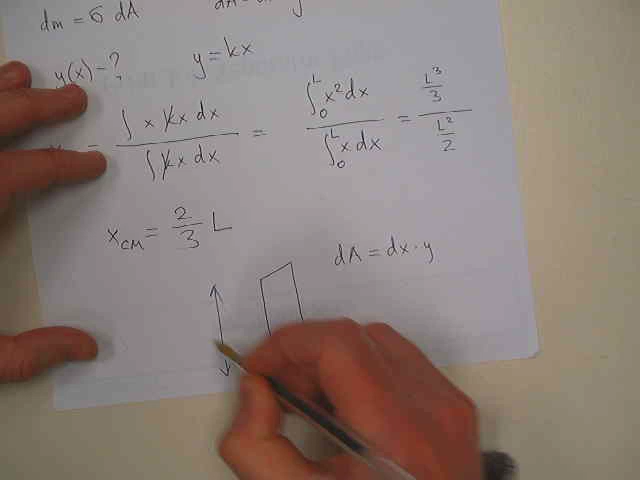 dm = σ dA
y(x) - ? y = kx
= ∫ x kx dx / ∫ kx dx = ∫₀ᴸ x² dx / ∫₀ᴸ x dx = (L³/3) / (L²/2)
x_CM = 2/3 L
dA = dx · y